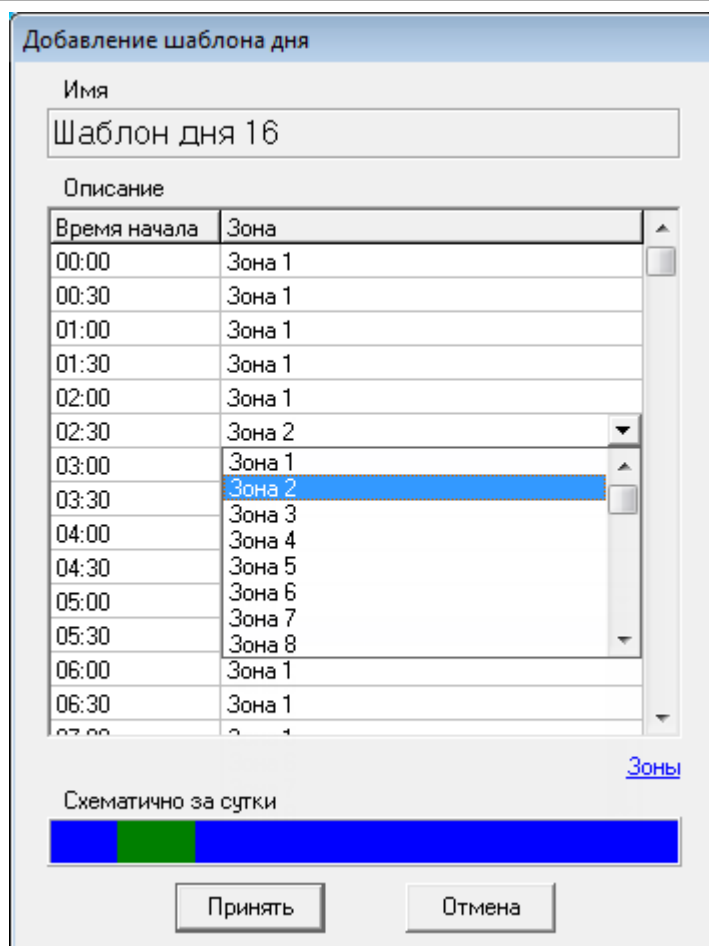 Добавление шаблона дня
Имя
Шаблон дня 16
Описание
Время начала Зона
00:00 Зона 1
00:30 Зона 1
01:00 Зона 1
01:30 Зона 1
02:00 Зона 1
02:30 Зона 2
03:00 Зона 1
03:30 Зона 2
04:00 Зона 3
04:30 Зона 4
05:00 Зона 5
05:30 Зона 6
Зона 7
Зона 8
06:00 Зона 1
06:30 Зона 1
Зоны
Схематично за сутки
Принять Отмена